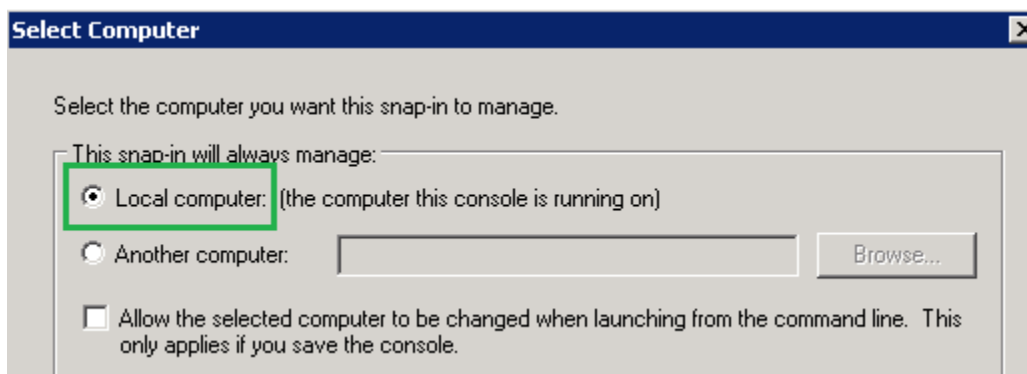 Select Computer
Select the computer you want this snap-in to manage.
This snap-in will always manage:
Local computer: (the computer this console is running on)
Another computer:
Browse...
Allow the selected computer to be changed when launching from the command line. This
only applies if you save the console.